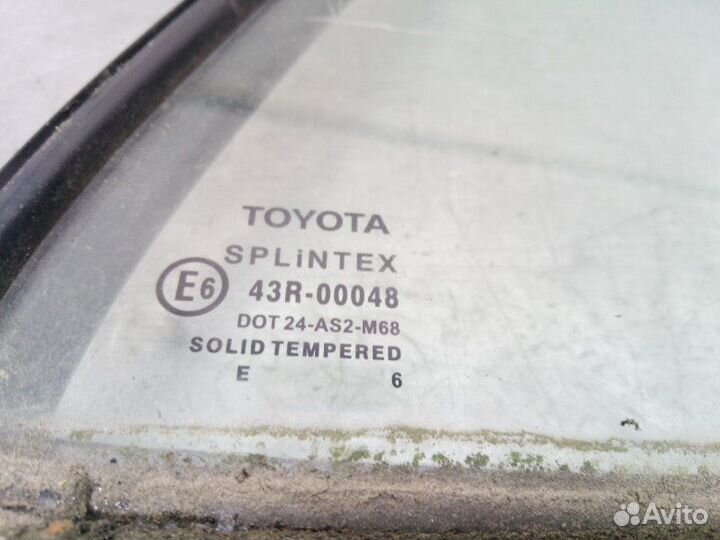 TOYOTA
SPLiNTEX
E6 43R-00048
DOT 24-AS2-M68
SOLID TEMPERED
E 6
Avito